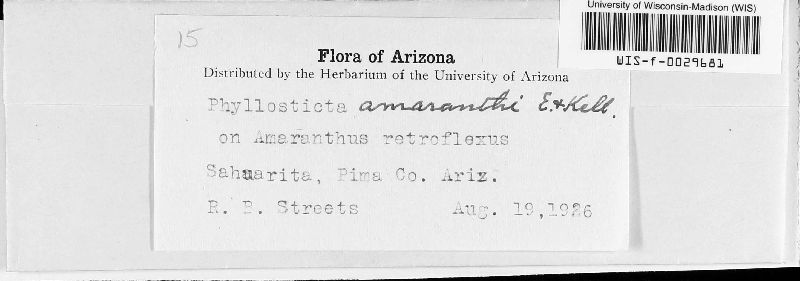 University of Wisconsin-Madison (WIS)
WIS-f-0029681
15
Flora of Arizona
Distributed by the Herbarium of the University of Arizona
Phyllosticta amaranthi E.&Kell.
on Amaranthus retroflexus
Sahuarita, Pima Co. Ariz.
R. B. Streets Aug. 19,1926